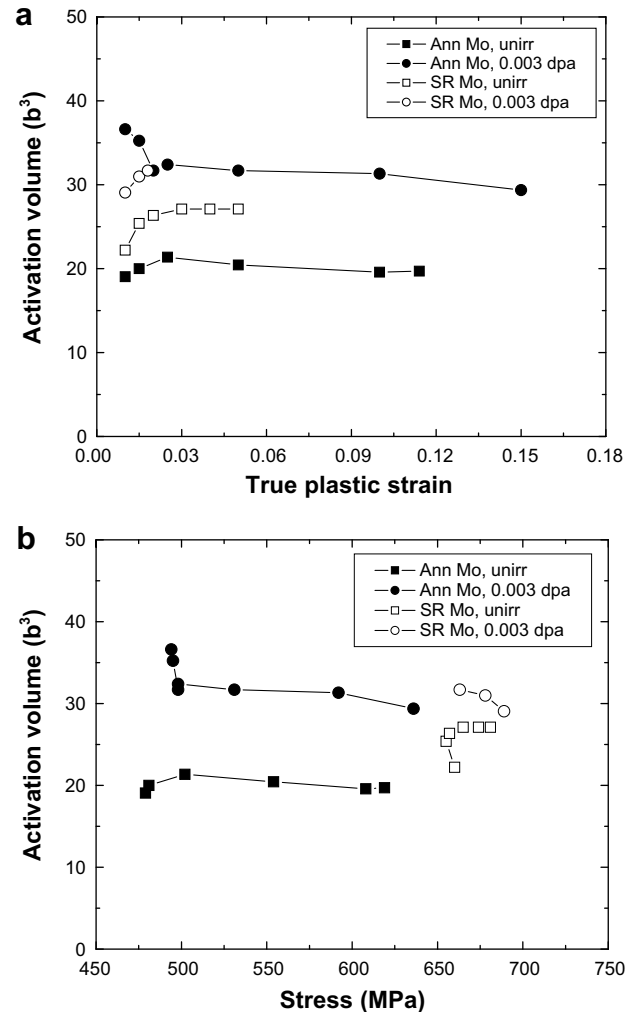 a
Ann Mo, unirr
Ann Mo, 0.003 dpa
SR Mo, unirr
SR Mo, 0.003 dpa
50
40
30
20
10
0
Activation volume (b³)
0.00 0.03 0.06 0.09 0.12 0.15 0.18
True plastic strain
b
Ann Mo, unirr
Ann Mo, 0.003 dpa
SR Mo, unirr
SR Mo, 0.003 dpa
50
40
30
20
10
0
Activation volume (b³)
450 500 550 600 650 700 750
Stress (MPa)